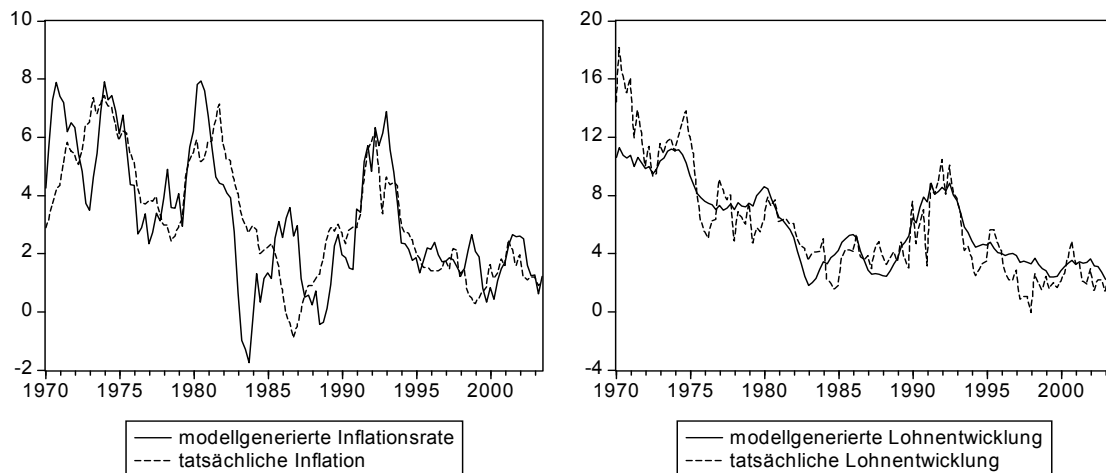 10
8
6
4
2
0
-2
1970 1975 1980 1985 1990 1995 2000
modellgenerierte Inflationsrate
tatsächliche Inflation
20
16
12
8
4
0
-4
1970 1975 1980 1985 1990 1995 2000
modellgenerierte Lohnentwicklung
tatsächliche Lohnentwicklung